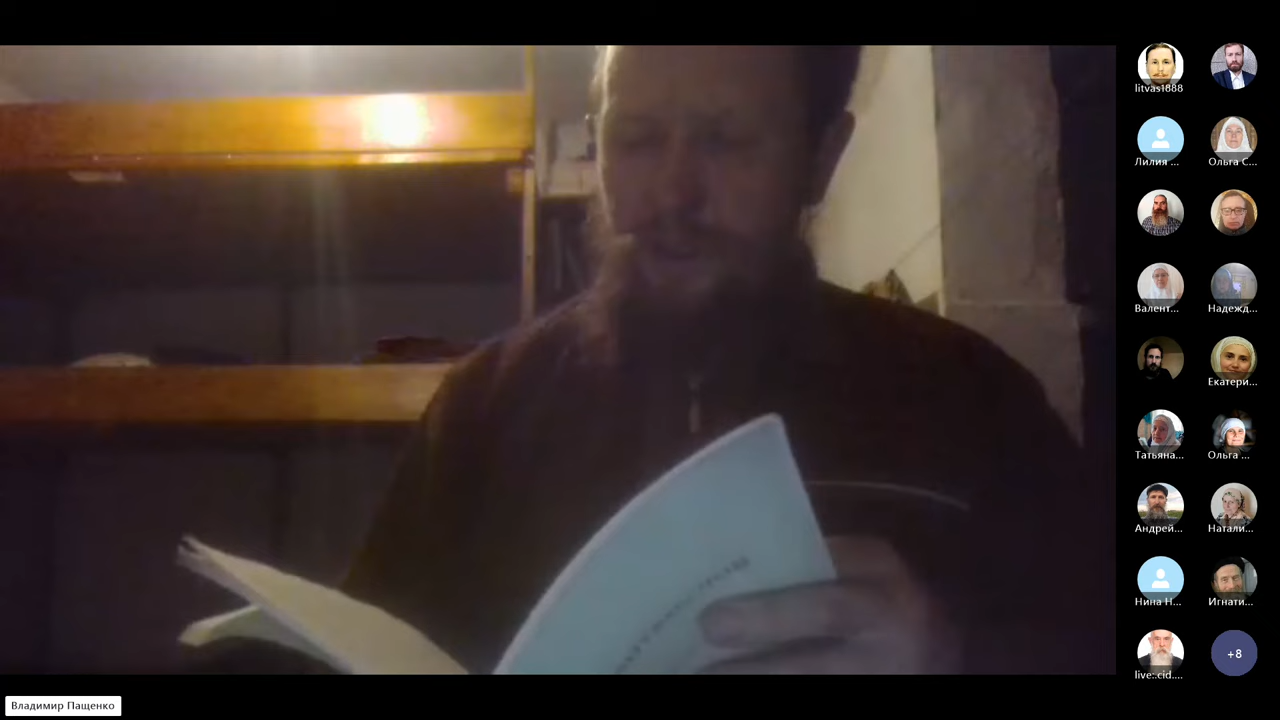 litvas1888
Лилия ...
Ольга С...
Валент...
Надежд...
Екатери...
Татьяна...
Ольга ...
Андрей...
Натали...
Нина Н...
Игнати...
live:.cid....
+8
Владимир Пащенко